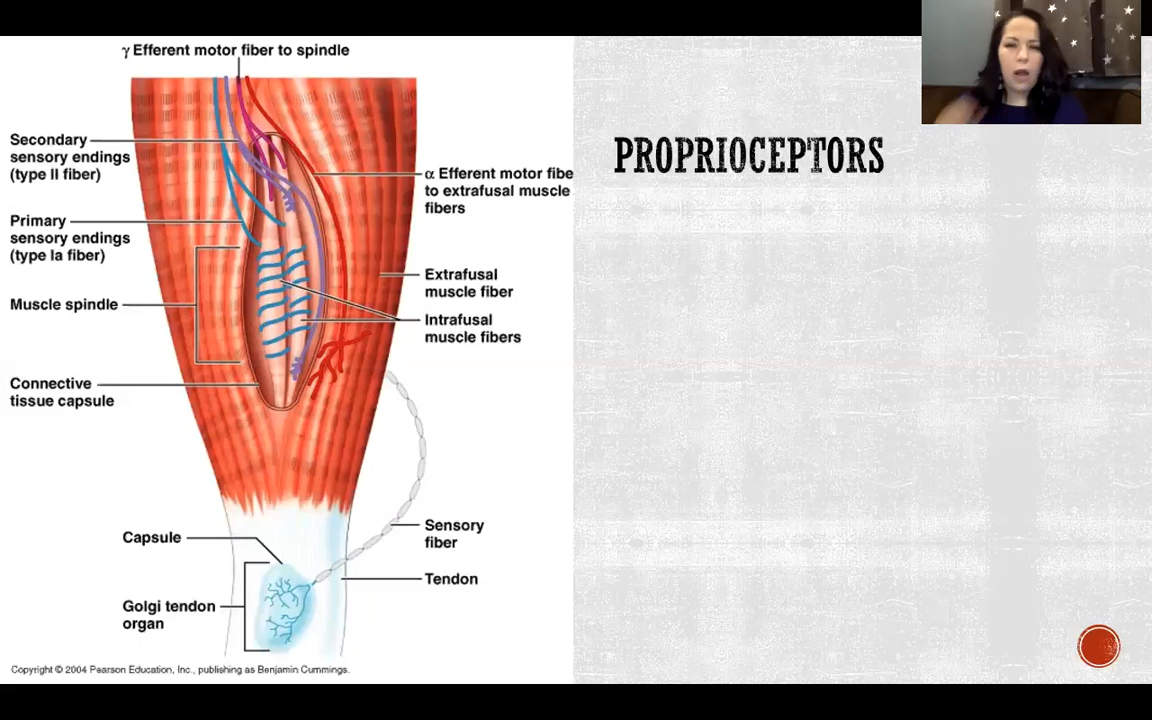 γ Efferent motor fiber to spindle
Secondary
sensory endings
(type II fiber)
Primary
sensory endings
(type Ia fiber)
Muscle spindle
Connective
tissue capsule
Capsule
Golgi tendon
organ
α Efferent motor fibe
to extrafusal muscle
fibers
Extrafusal
muscle fiber
Intrafusal
muscle fibers
Sensory
fiber
Tendon
Copyright © 2004 Pearson Education, Inc., publishing as Benjamin Cummings.
PROPRIOCEPTORS